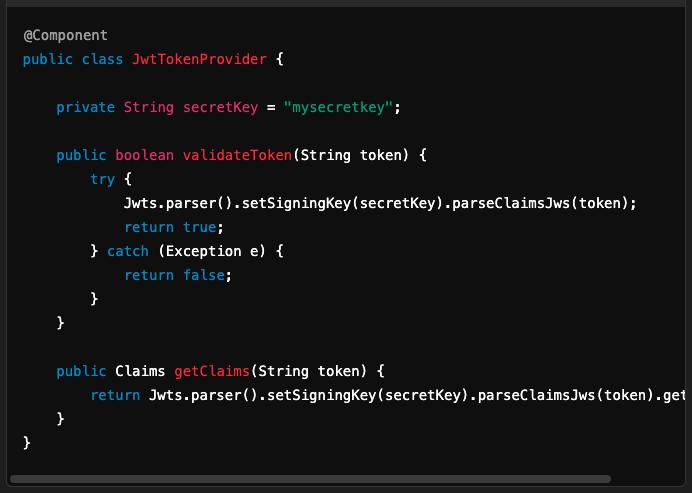 @Component
public class JwtTokenProvider {
    private String secretKey = "mysecretkey";
    public boolean validateToken(String token) {
        try {
            Jwts.parser().setSigningKey(secretKey).parseClaimsJws(token);
            return true;
        } catch (Exception e) {
            return false;
        }
    }
    public Claims getClaims(String token) {
        return Jwts.parser().setSigningKey(secretKey).parseClaimsJws(token).get
    }
}